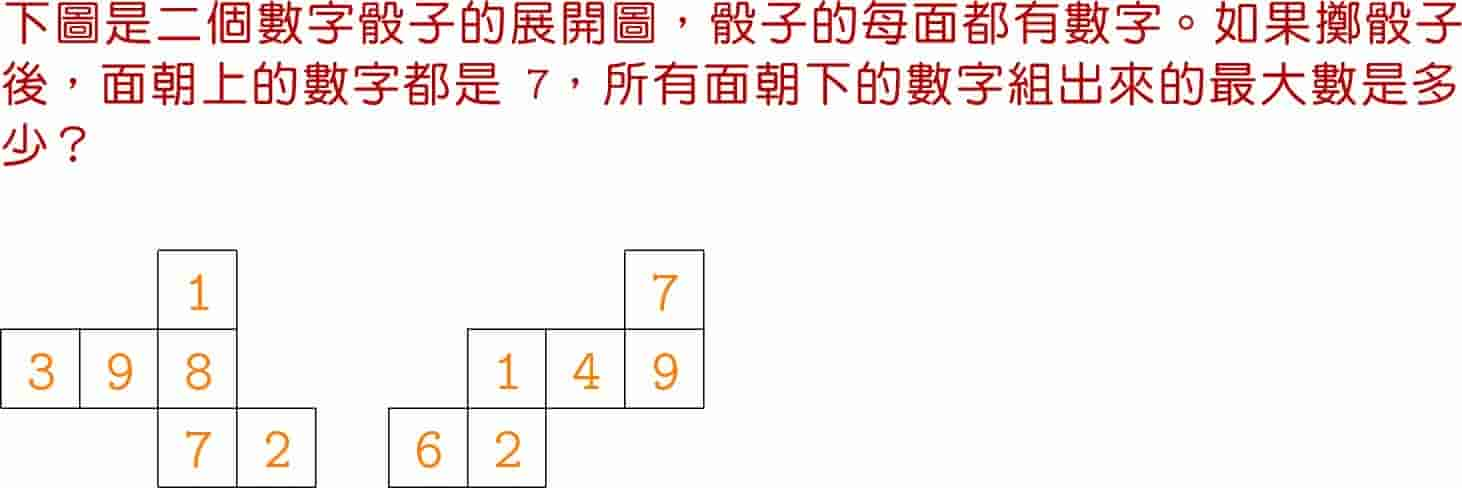 下圖是二個數字骰子的展開圖，骰子的每面都有數字。如果擲骰子
後，面朝上的數字都是 7，所有面朝下的數字組出來的最大數是多
少？
1
7
3 9 8
1 4 9
7 2
6 2